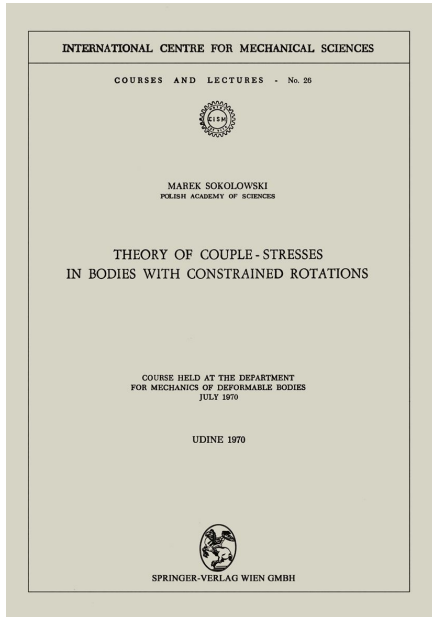 INTERNATIONAL CENTRE FOR MECHANICAL SCIENCES
COURSES AND LECTURES - No. 26
CISM
MAREK SOKOLOWSKI
POLISH ACADEMY OF SCIENCES
THEORY OF COUPLE-STRESSES
IN BODIES WITH CONSTRAINED ROTATIONS
COURSE HELD AT THE DEPARTMENT
FOR MECHANICS OF DEFORMABLE BODIES
JULY 1970
UDINE 1970
SPRINGER-VERLAG WIEN GMBH